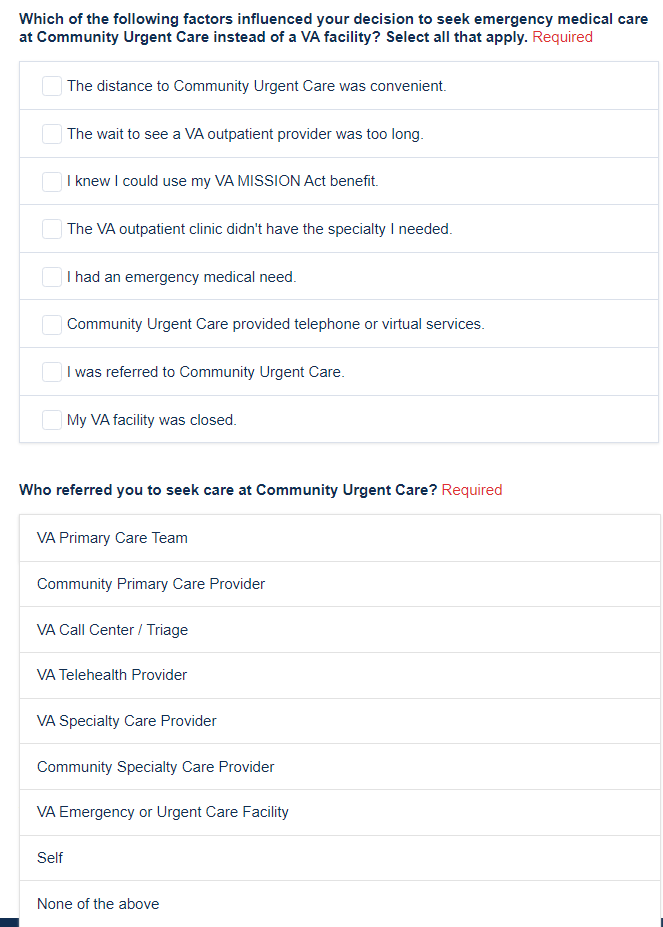 Which of the following factors influenced your decision to seek emergency medical care
at Community Urgent Care instead of a VA facility? Select all that apply. Required
The distance to Community Urgent Care was convenient.
The wait to see a VA outpatient provider was too long.
I knew I could use my VA MISSION Act benefit.
The VA outpatient clinic didn't have the specialty I needed.
I had an emergency medical need.
Community Urgent Care provided telephone or virtual services.
I was referred to Community Urgent Care.
My VA facility was closed.
Who referred you to seek care at Community Urgent Care? Required
VA Primary Care Team
Community Primary Care Provider
VA Call Center / Triage
VA Telehealth Provider
VA Specialty Care Provider
Community Specialty Care Provider
VA Emergency or Urgent Care Facility
Self
None of the above